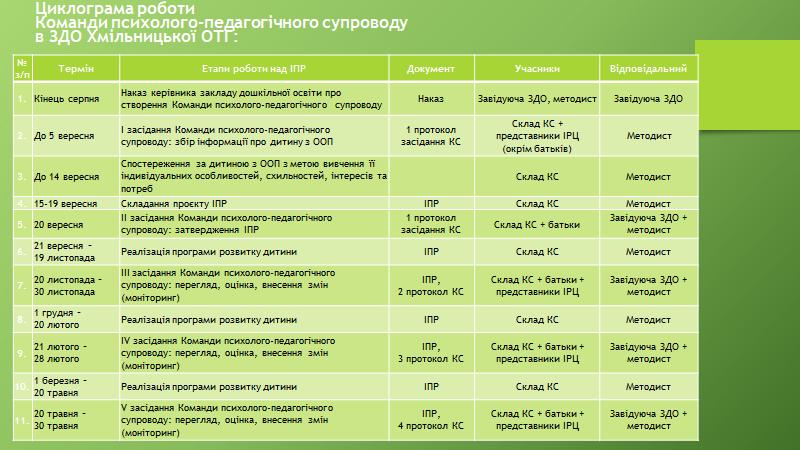 Циклограма роботи
Команди психолого-педагогічного супроводу
в ЗДО Хмільницької ОТГ:
№ з/п Термін Етапи роботи над ІПР Документ Учасники Відповідальний
1. Кінець серпня Наказ керівника закладу дошкільної освіти про створення Команди психолого-педагогічного супроводу Наказ Завідуюча ЗДО, методист Завідуюча ЗДО
2. До 5 вересня І засідання Команди психолого-педагогічного супроводу: збір інформації про дитину з ООП 1 протокол засідання КС Склад КС + представники ІРЦ (окрім батьків) Методист
3. До 14 вересня Спостереження за дитиною з ООП з метою вивчення її індивідуальних особливостей, схильностей, інтересів та потреб Склад КС Методист
4. 15-19 вересня Складання проєкту ІПР ІПР Склад КС Методист
5. 20 вересня ІІ засідання Команди психолого-педагогічного супроводу: затвердження ІПР 1 протокол засідання КС Склад КС + батьки Завідуюча ЗДО + методист
6. 21 вересня – 19 листопада Реалізація програми розвитку дитини ІПР Склад КС Методист
7. 20 листопада – 30 листопада ІІІ засідання Команди психолого-педагогічного супроводу: перегляд, оцінка, внесення змін (моніторинг) ІПР, 2 протокол КС Склад КС + батьки + представники ІРЦ Завідуюча ЗДО + методист
8. 1 грудня – 20 лютого Реалізація програми розвитку дитини ІПР Склад КС Методист
9. 21 лютого – 28 лютого IV засідання Команди психолого-педагогічного супроводу: перегляд, оцінка, внесення змін (моніторинг) ІПР, 3 протокол КС Склад КС + батьки + представники ІРЦ Завідуюча ЗДО + методист
10. 1 березня – 20 травня Реалізація програми розвитку дитини ІПР Склад КС Методист
11. 20 травня – 30 травня V засідання Команди психолого-педагогічного супроводу: перегляд, оцінка, внесення змін (моніторинг) ІПР, 4 протокол КС Склад КС + батьки + представники ІРЦ Завідуюча ЗДО + методист